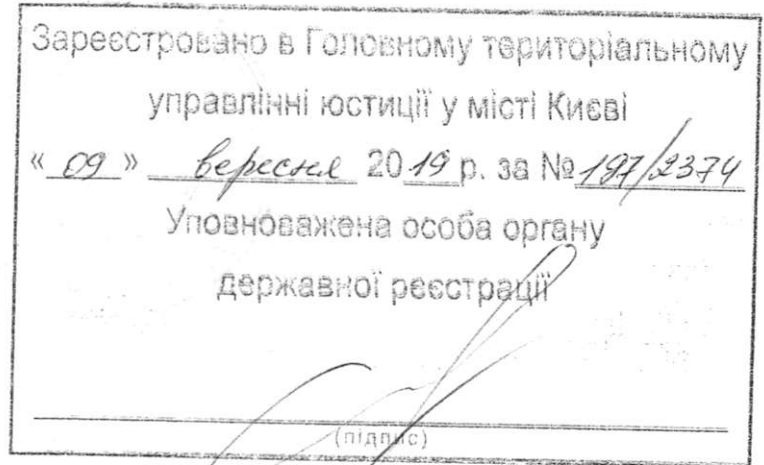 Зареєстровано в Головному територіальному
управлінні юстиції у місті Києві
« 09 » вересня 2019 р. за № 197/2374
Уповноважена особа органу
державної реєстрації
(підпис)